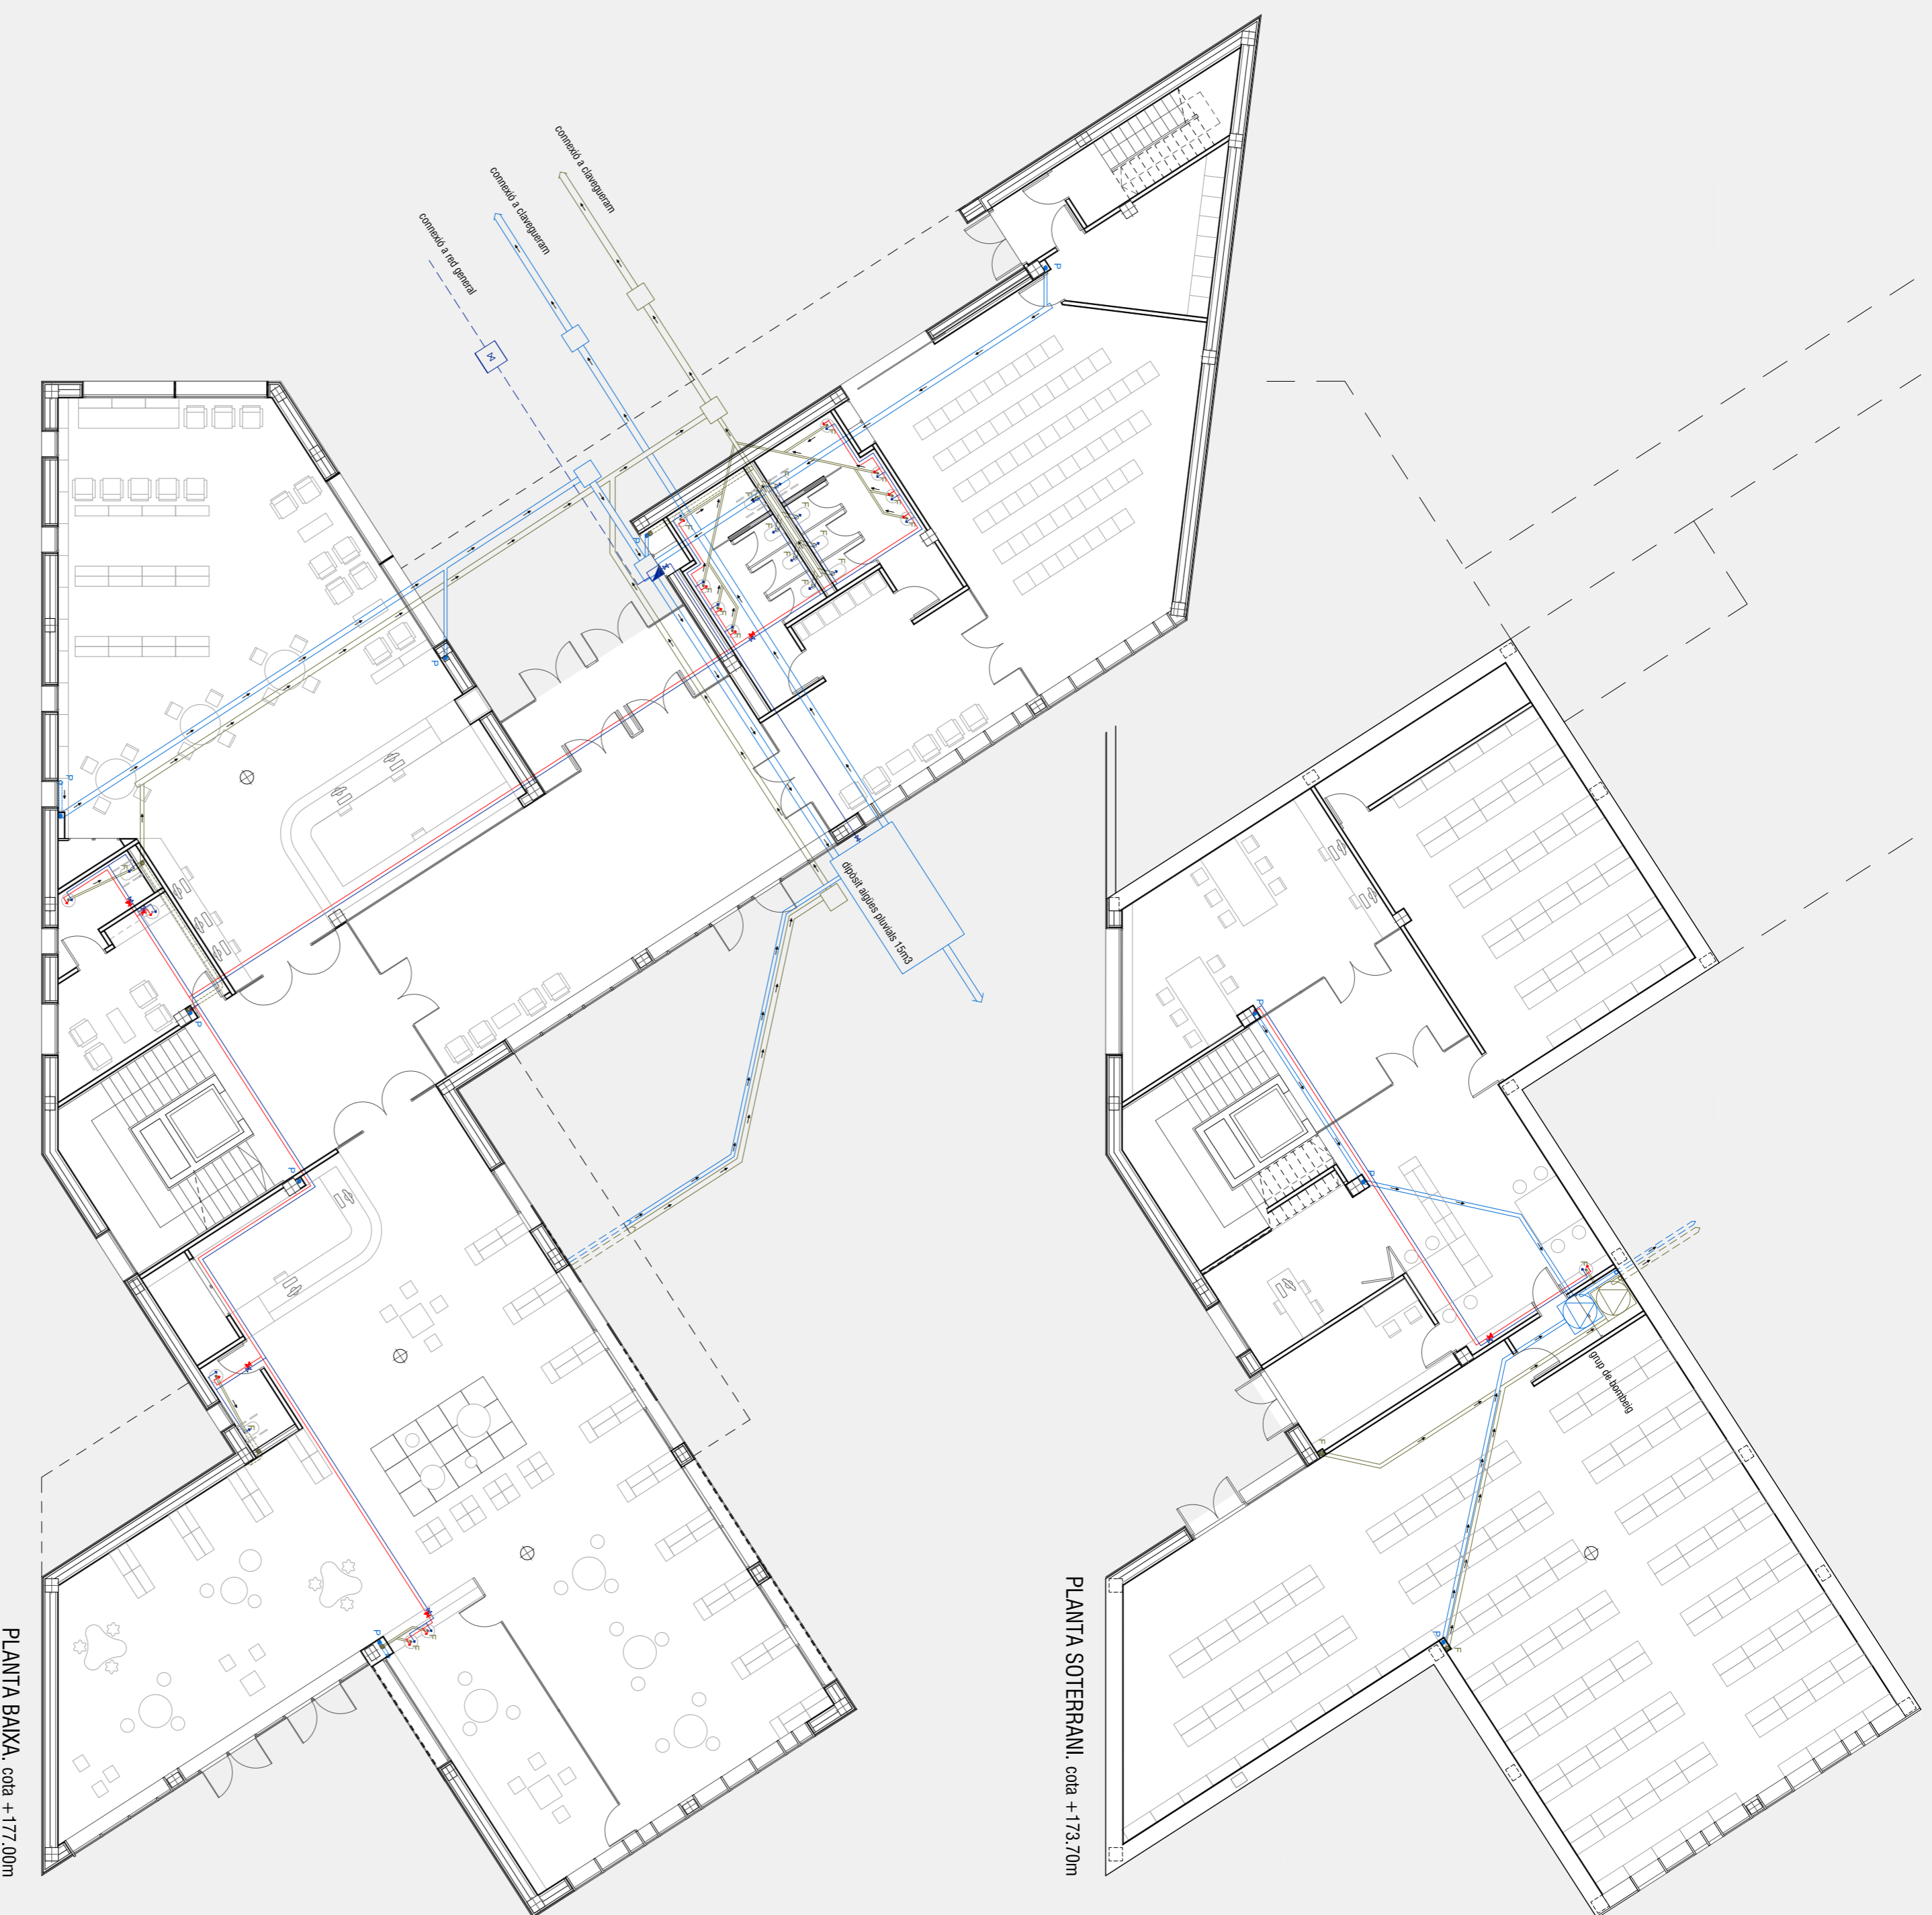 connexió a clavegueram
connexió a clavegueram
connexió a red general
dipòsit aigües pluvials 15m3
grup de bombeig
PLANTA SOTERRANI. cota +173.70m
PLANTA BAIXA. cota +177.00m
P
P
P
P
P
P
P
P
P
P
F
F
F
F
F
F
F
F
F
F
F
F
F